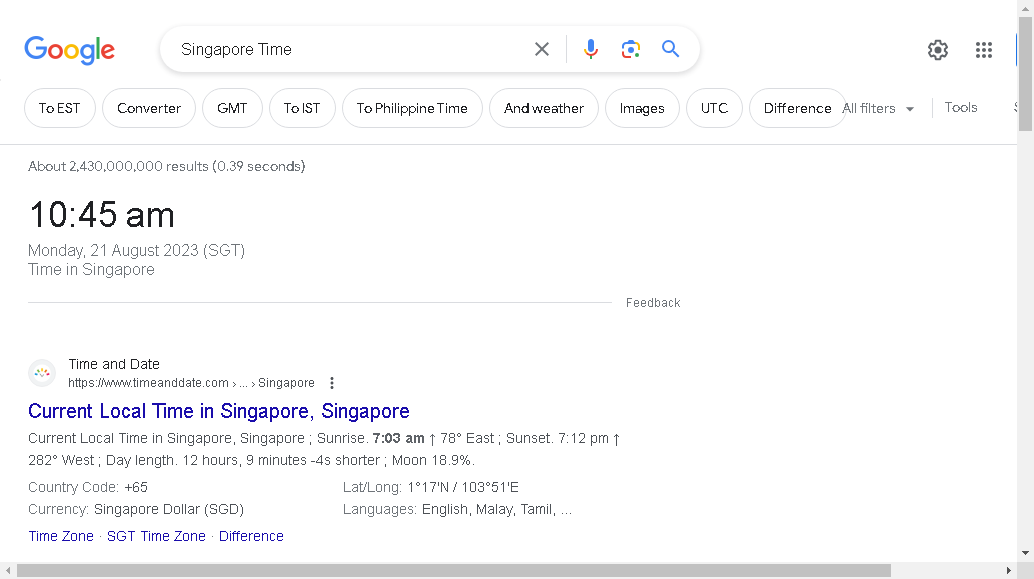 Google
Singapore Time
To EST
Converter
GMT
To IST
To Philippine Time
And weather
Images
UTC
Difference
All filters
Tools
About 2,430,000,000 results (0.39 seconds)
10:45 am
Monday, 21 August 2023 (SGT)
Time in Singapore
Feedback
Time and Date
https://www.timeanddate.com › ... › Singapore
Current Local Time in Singapore, Singapore
Current Local Time in Singapore, Singapore ; Sunrise. 7:03 am ↑ 78° East ; Sunset. 7:12 pm ↑
282° West ; Day length. 12 hours, 9 minutes -4s shorter ; Moon 18.9%.
Country Code: +65
Lat/Long: 1°17'N / 103°51'E
Currency: Singapore Dollar (SGD)
Languages: English, Malay, Tamil, ...
Time Zone · SGT Time Zone · Difference